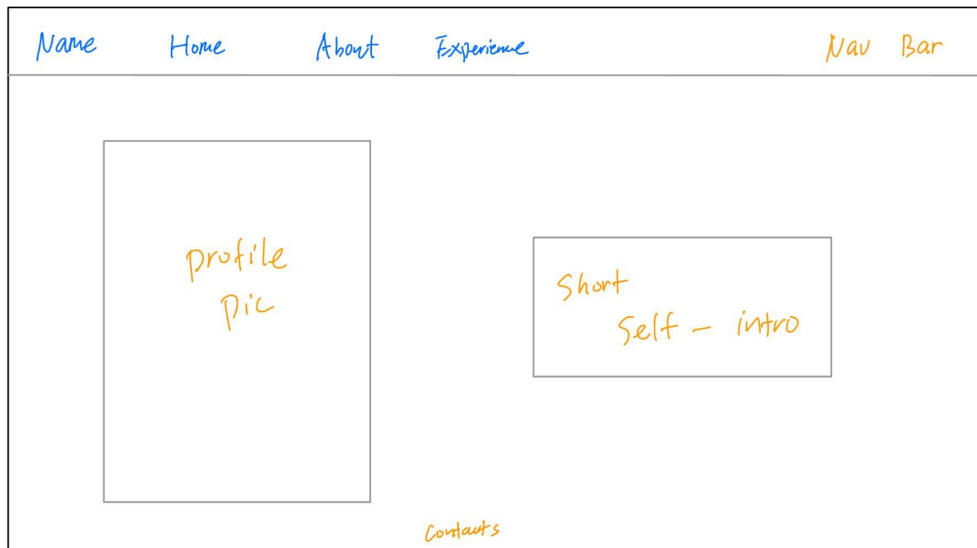 Name Home About Experience Nav Bar
profile
pic
Short
Self - intro
Contacts